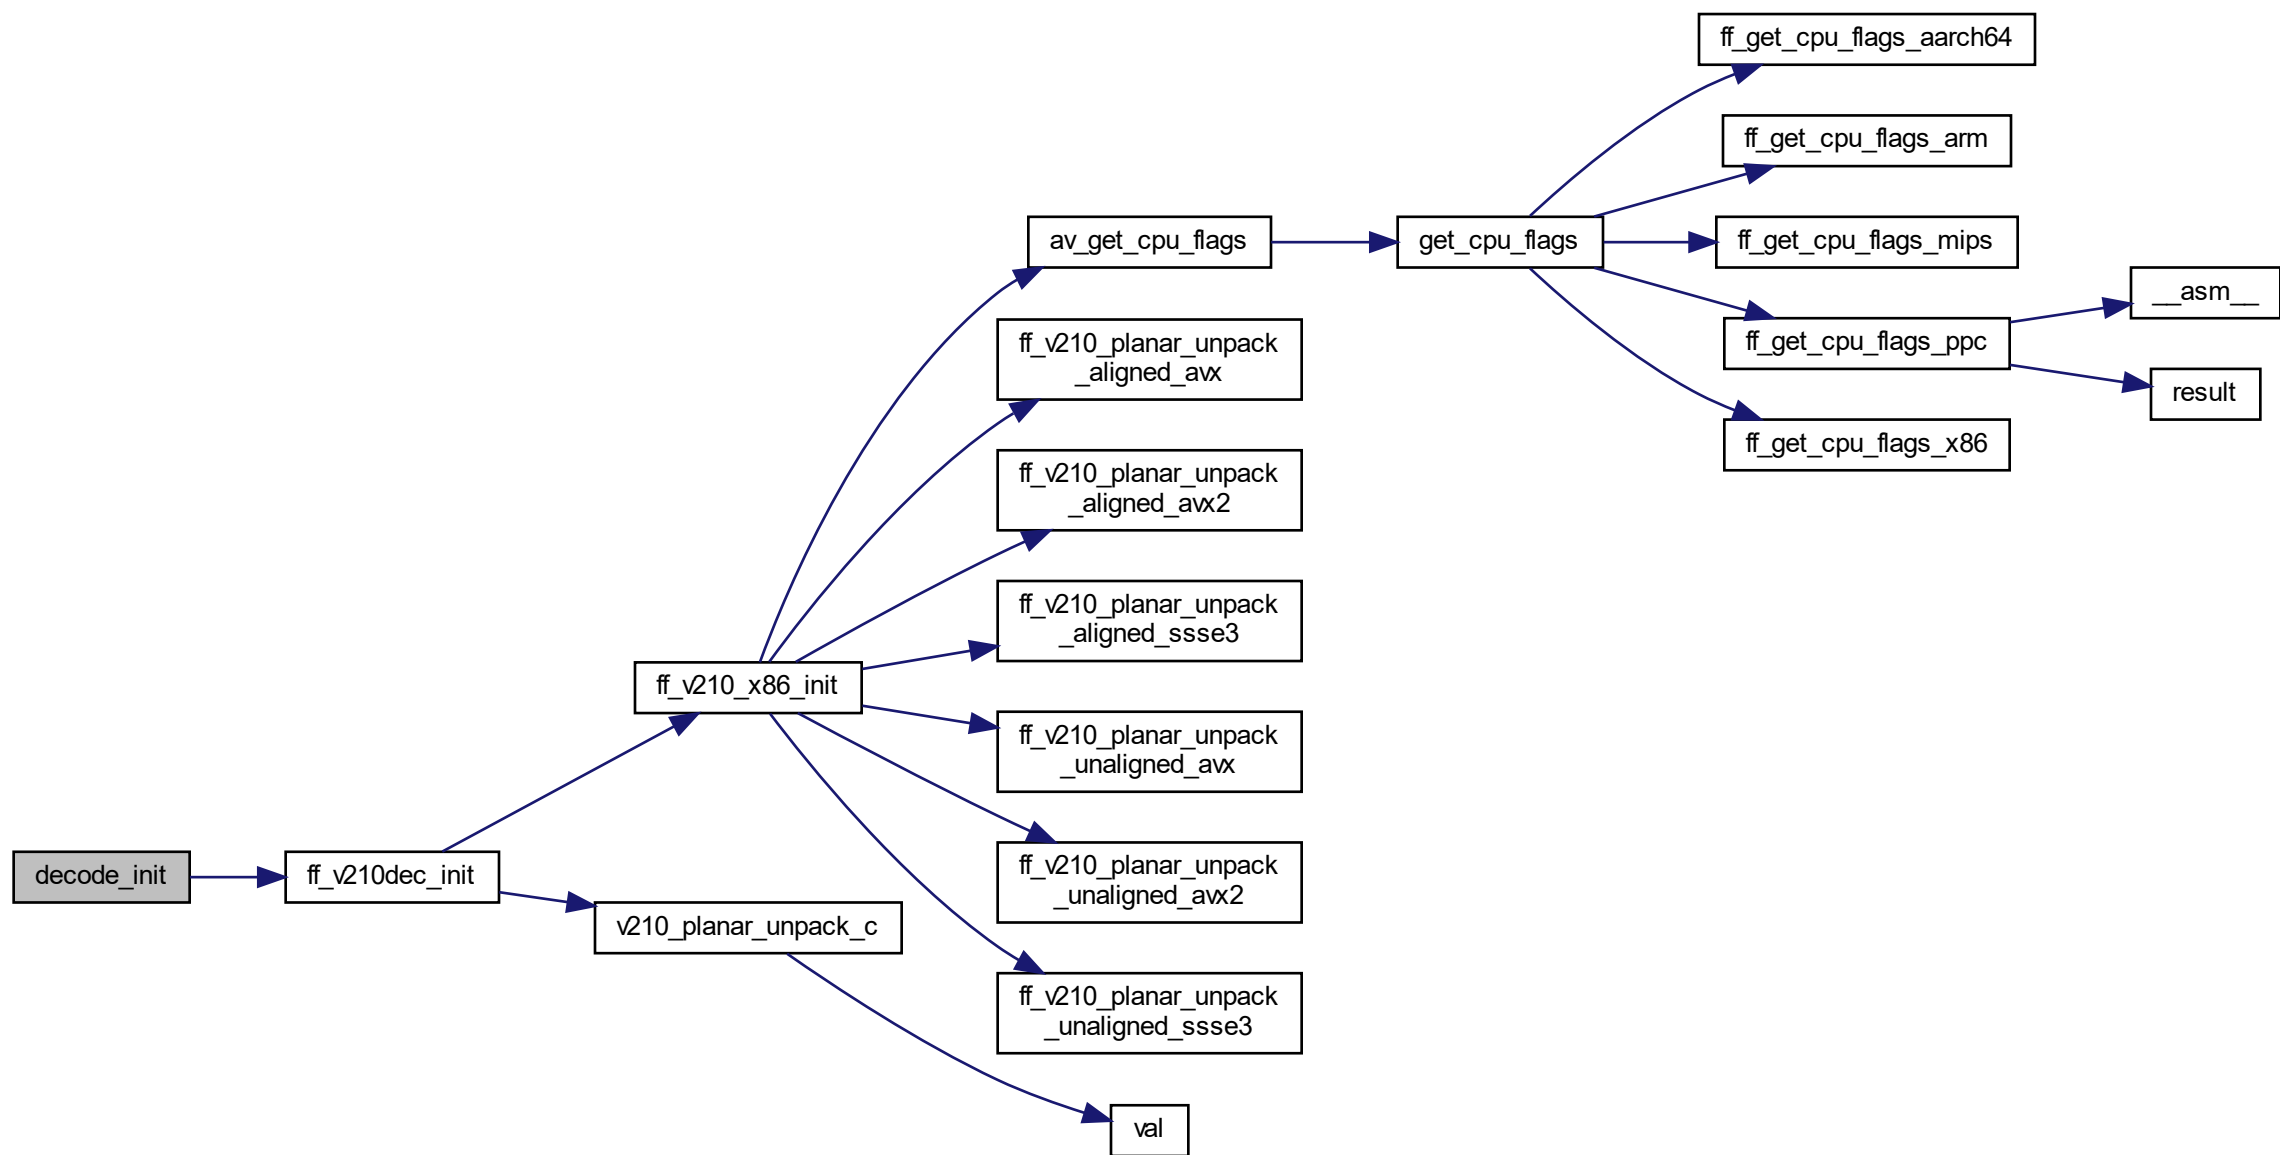 ff_get_cpu_flags_aarch64
ff_get_cpu_flags_arm
av_get_cpu_flags
get_cpu_flags
ff_get_cpu_flags_mips
__asm__
ff_v210_planar_unpack
_aligned_avx
ff_get_cpu_flags_ppc
result
ff_get_cpu_flags_x86
ff_v210_planar_unpack
_aligned_avx2
ff_v210_planar_unpack
_aligned_ssse3
ff_v210_x86_init
ff_v210_planar_unpack
_unaligned_avx
decode_init
ff_v210dec_init
ff_v210_planar_unpack
_unaligned_avx2
v210_planar_unpack_c
ff_v210_planar_unpack
_unaligned_ssse3
val